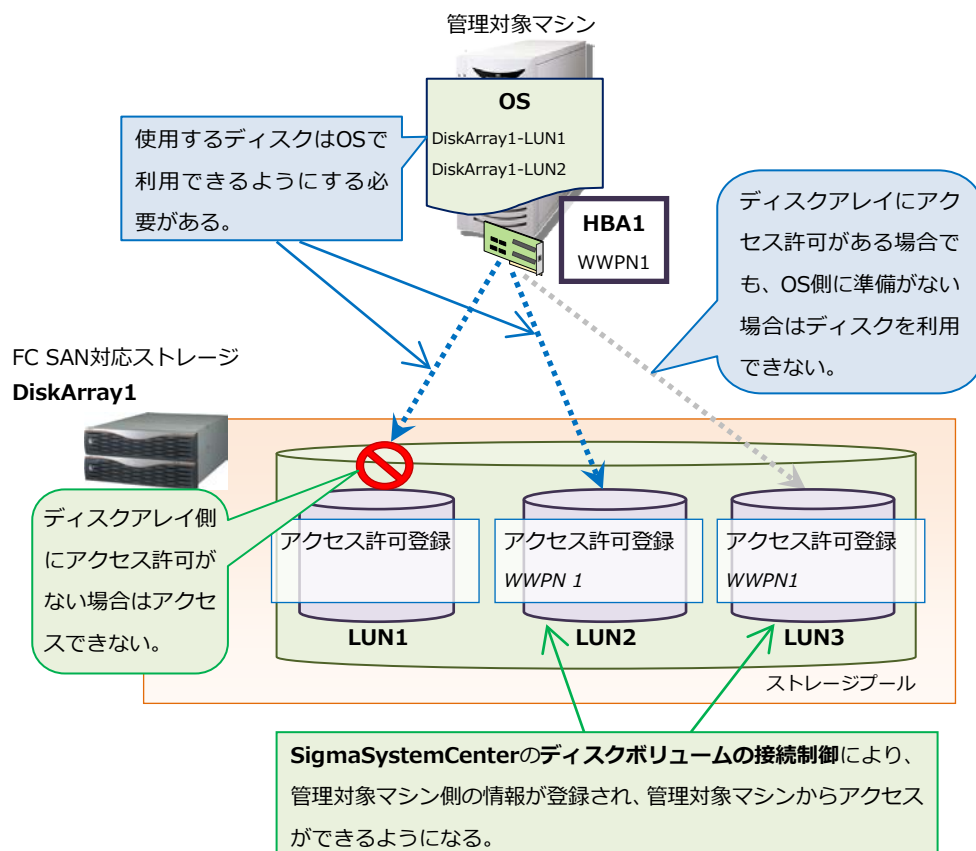 管理対象マシン
OS
DiskArray1-LUN1
DiskArray1-LUN2
使用するディスクはOSで
利用できるようにする必
要がある。
HBA1
WWPN1
ディスクアレイにアク
セス許可がある場合で
も、OS側に準備がない
場合はディスクを利用
できない。
FC SAN対応ストレージ
DiskArray1
ディスクアレイ側
にアクセス許可が
ない場合はアクセ
スできない。
アクセス許可登録
LUN1
アクセス許可登録
WWPN 1
LUN2
アクセス許可登録
WWPN1
LUN3
ストレージプール
SigmaSystemCenterのディスクボリュームの接続制御により、
管理対象マシン側の情報が登録され、管理対象マシンからアクセス
ができるようになる。